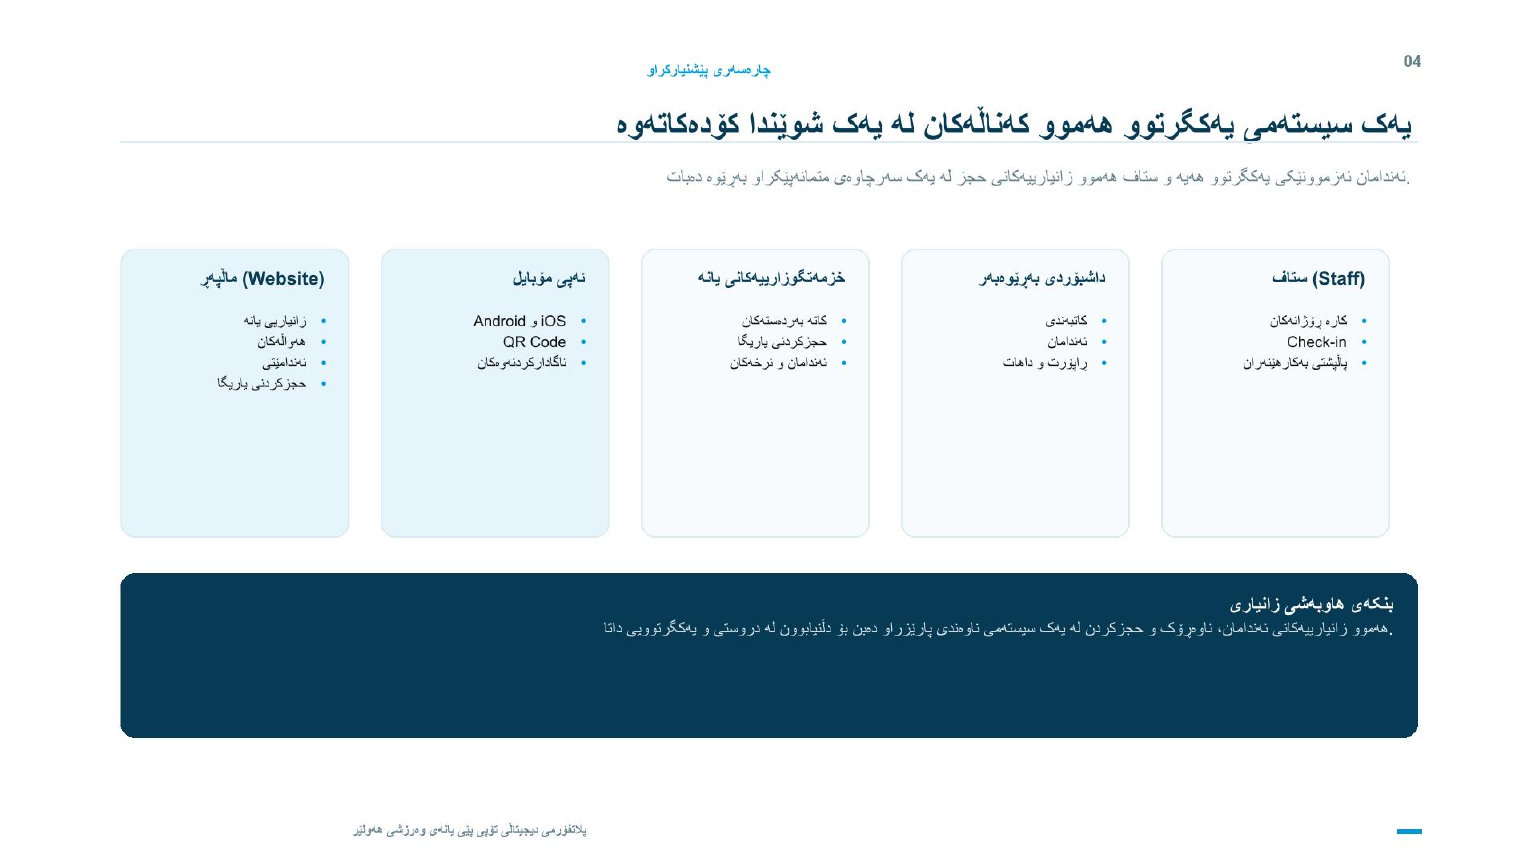 04
چارەسەری پێشنیارکراو
یەک سیستەمی یەکگرتوو هەموو کەناڵەکان لە یەک شوێندا کۆدەکاتەوە
ئەندامان ئەزموونێکی یەکگرتوو هەیە و ستاف هەموو زانیارییەکانی حجز لە یەک سەرچاوەی متمانەپێکراو بەڕێوە دەبات.
ستاف (Staff)
کارە ڕۆژانەکان
Check-in
پاڵپشتی بەکارهێنەران
داشبۆردی بەڕێوەبەر
کاتبەندی
ئەندامان
ڕاپۆرت و داهات
خزمەتگوزارییەکانی یانە
کاتە بەردەستەکان
حجزکردنی یاریگا
ئەندامان و نرخەکان
ئەپی مۆبایل
iOS و Android
QR Code
ئاگادارکردنەوەکان
ماڵپەڕ (Website)
زانیاریی یانە
هەواڵەکان
ئەندامێتی
حجزکردنی یاریگا
بنکەی هاوبەشی زانیاری
هەموو زانیارییەکانی ئەندامان، ناوەڕۆک و حجزکردن لە یەک سیستەمی ناوەندی پارێزراو دەبن بۆ دڵنیابوون لە دروستی و یەکگرتوویی داتا.
پلاتفۆرمی دیجیتاڵی تۆپی پێی یانەی وەرزشی هەولێر